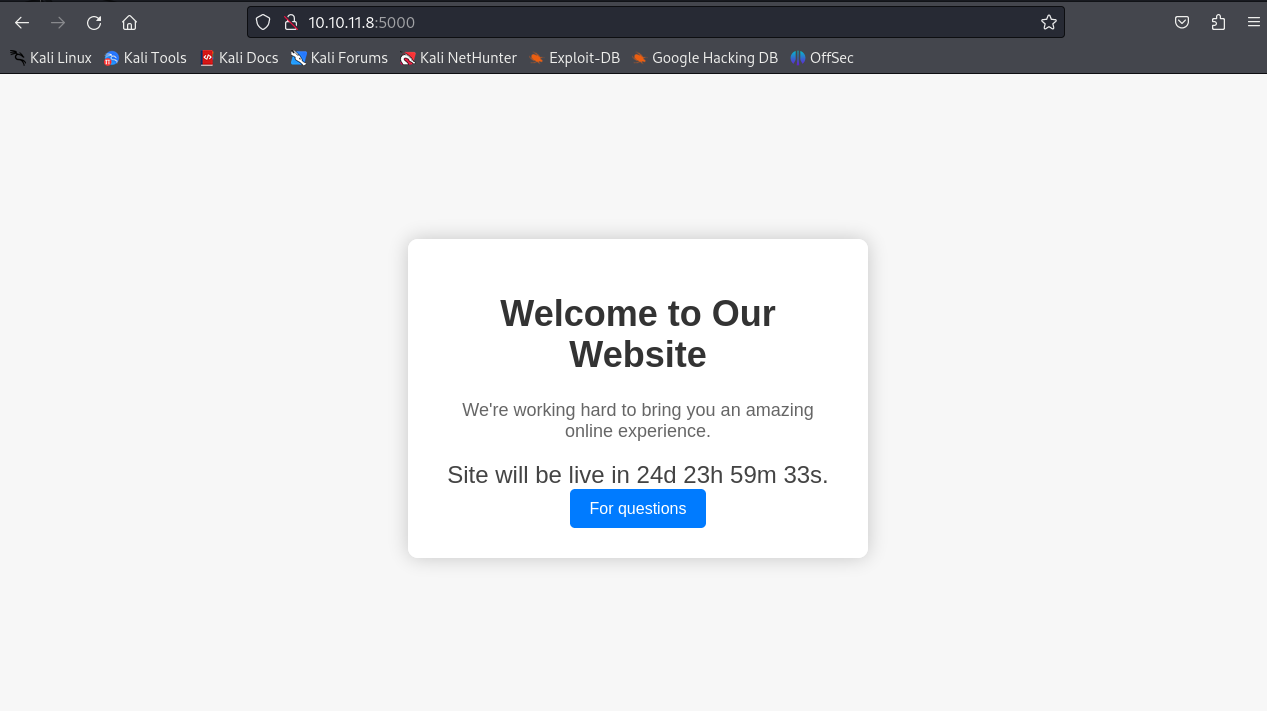 10.10.11.8:5000
Kali Linux Kali Tools Kali Docs Kali Forums Kali NetHunter Exploit-DB Google Hacking DB OffSec
Welcome to Our
Website
We're working hard to bring you an amazing
online experience.
Site will be live in 24d 23h 59m 33s.
For questions